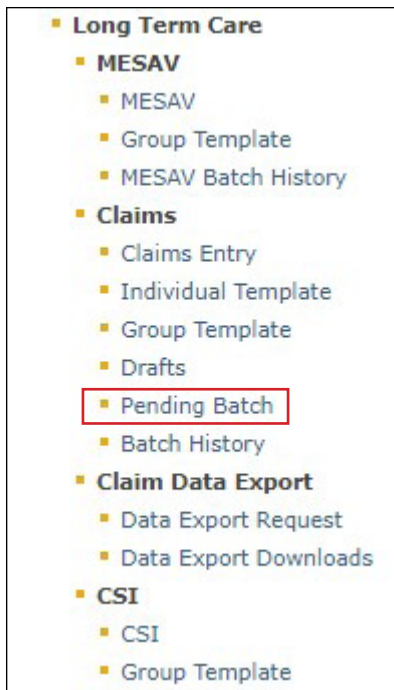 Long Term Care
MESAV
MESAV
Group Template
MESAV Batch History
Claims
Claims Entry
Individual Template
Group Template
Drafts
Pending Batch
Batch History
Claim Data Export
Data Export Request
Data Export Downloads
CSI
CSI
Group Template